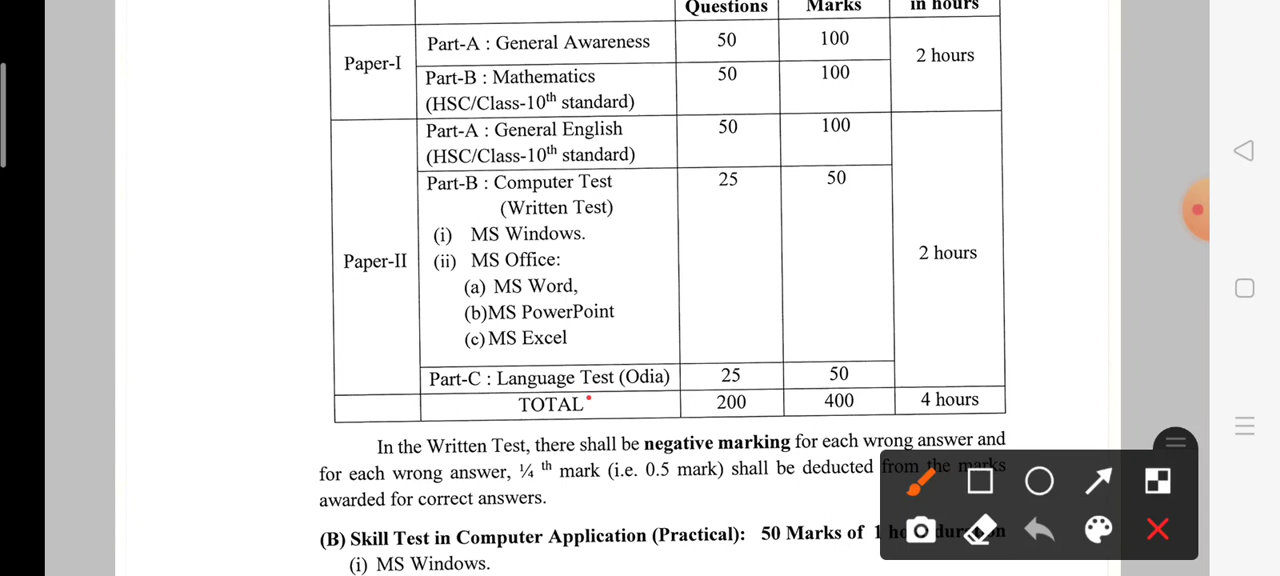 Questions Marks in hours
Paper-I Part-A : General Awareness 50 100 2 hours
Part-B : Mathematics 50 100
(HSC/Class-10th standard)
Paper-II Part-A : General English 50 100 2 hours
(HSC/Class-10th standard)
Part-B : Computer Test 25 50
(Written Test)
(i) MS Windows.
(ii) MS Office:
(a) MS Word,
(b)MS PowerPoint
(c) MS Excel
Part-C : Language Test (Odia) 25 50
TOTAL 200 400 4 hours
In the Written Test, there shall be negative marking for each wrong answer and
for each wrong answer, ¼ th mark (i.e. 0.5 mark) shall be deducted from the marks
awarded for correct answers.
(B) Skill Test in Computer Application (Practical): 50 Marks of 1 hour duration
(i) MS Windows.